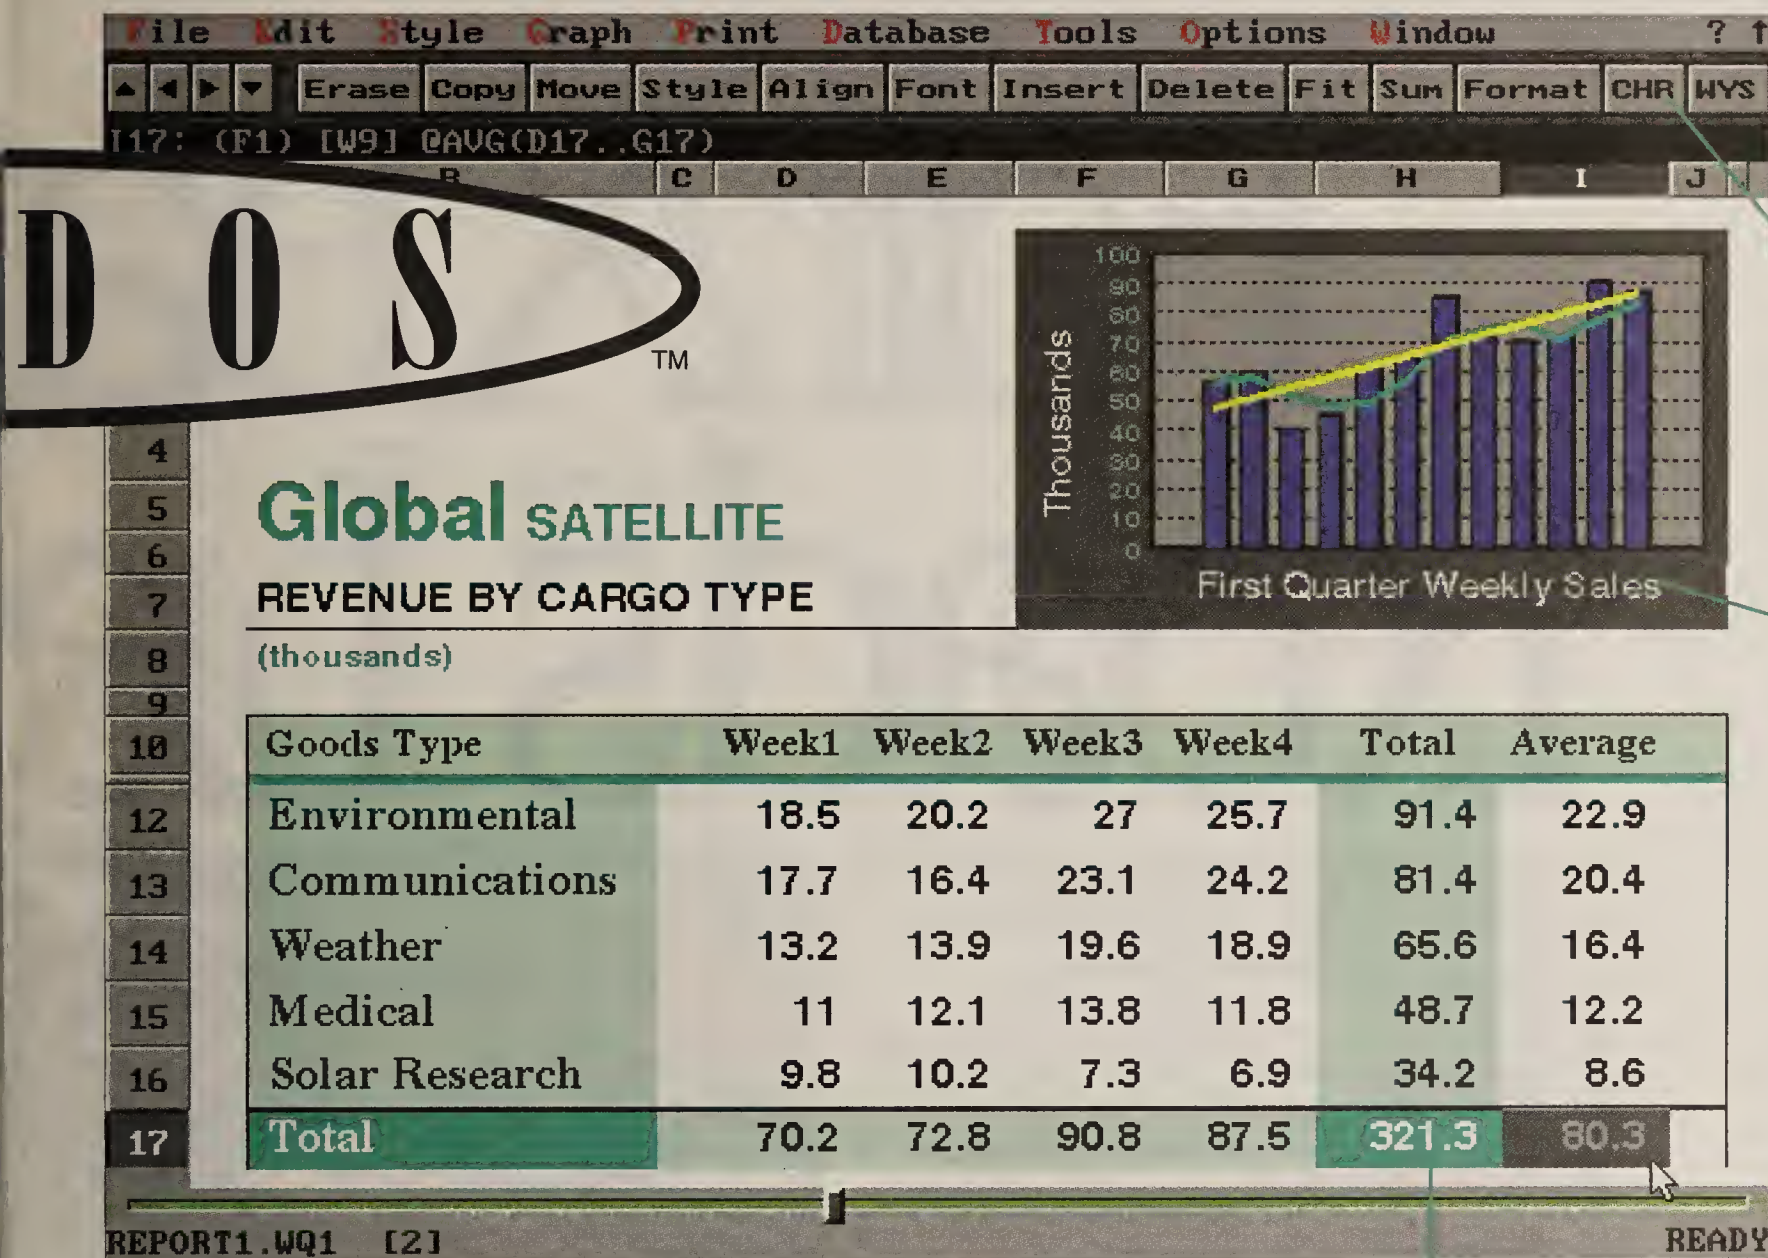 File Edit Style Graph Print Database Tools Options Window ? ↑
▲ ◄ ► ▼ Erase Copy Move Style Align Font Insert Delete Fit Sum Format CHR WYS
I17: (F1) [W9] @AVG(D17..G17)
B C D E F G H I J
DOS
TM
100
90
80
70
60
50
40
30
20
10
0
Thousands
First Quarter Weekly Sales
4
5 Global SATELLITE
6
7 REVENUE BY CARGO TYPE
8 (thousands)
9
10 Goods Type Week1 Week2 Week3 Week4 Total Average
12 Environmental 18.5 20.2 27 25.7 91.4 22.9
13 Communications 17.7 16.4 23.1 24.2 81.4 20.4
14 Weather 13.2 13.9 19.6 18.9 65.6 16.4
15 Medical 11 12.1 13.8 11.8 48.7 12.2
16 Solar Research 9.8 10.2 7.3 6.9 34.2 8.6
17 Total 70.2 72.8 90.8 87.5 321.3 80.3
REPORT1.WQ1 [2] READY